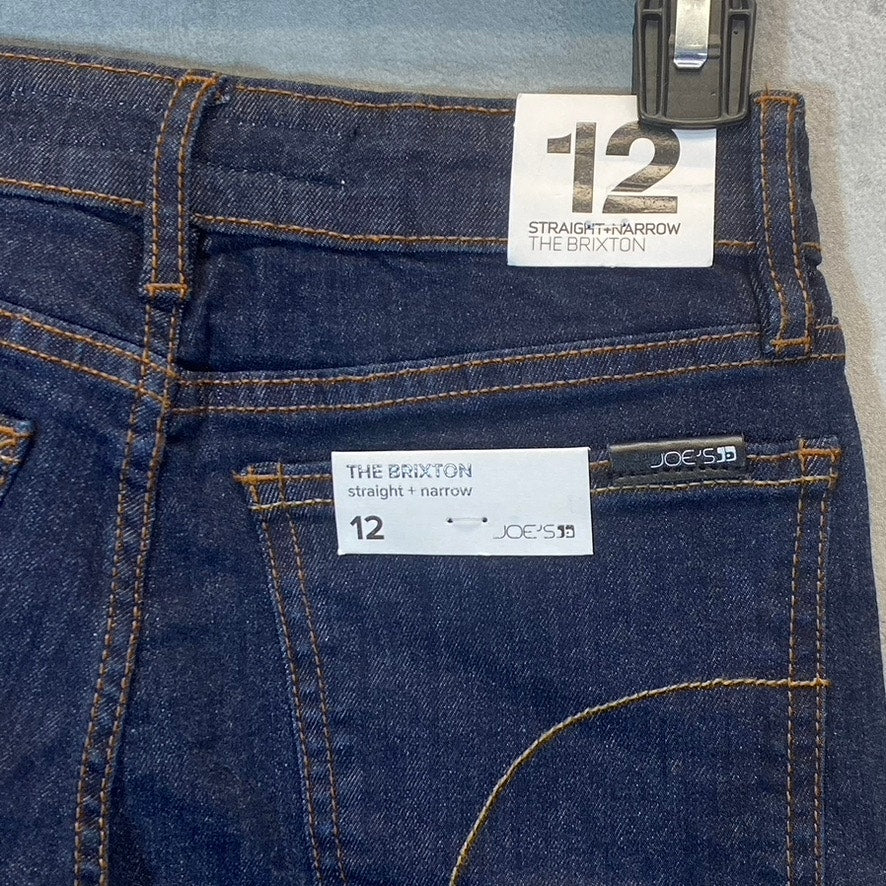 12
STRAIGHT+NARROW
THE BRIXTON
JOE'S
THE BRIXTON
straight + narrow
12
JOE'S